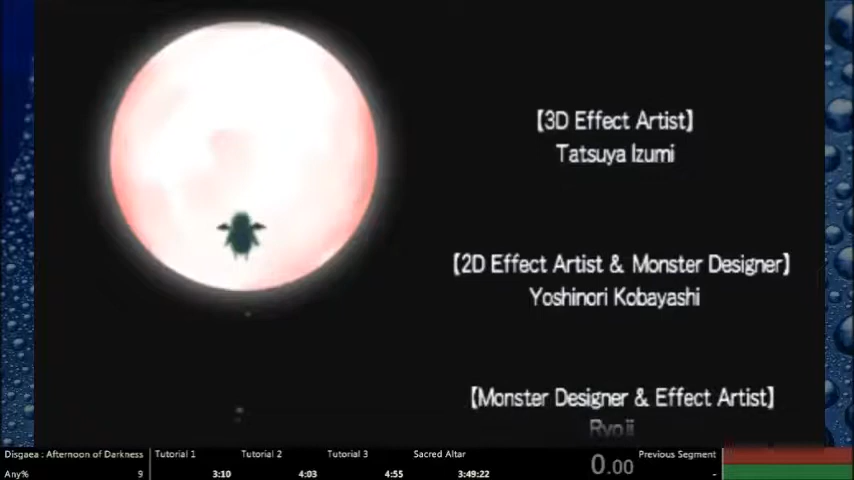 【3D Effect Artist】
Tatsuya Izumi
【2D Effect Artist & Monster Designer】
Yoshinori Kobayashi
【Monster Designer & Effect Artist】
Ryoji
Disgaea : Afternoon of Darkness
Any% 9
Tutorial 1 3:10
Tutorial 2 4:03
Tutorial 3 4:55
Sacred Altar 3:49:22
0.00
Previous Segment
-